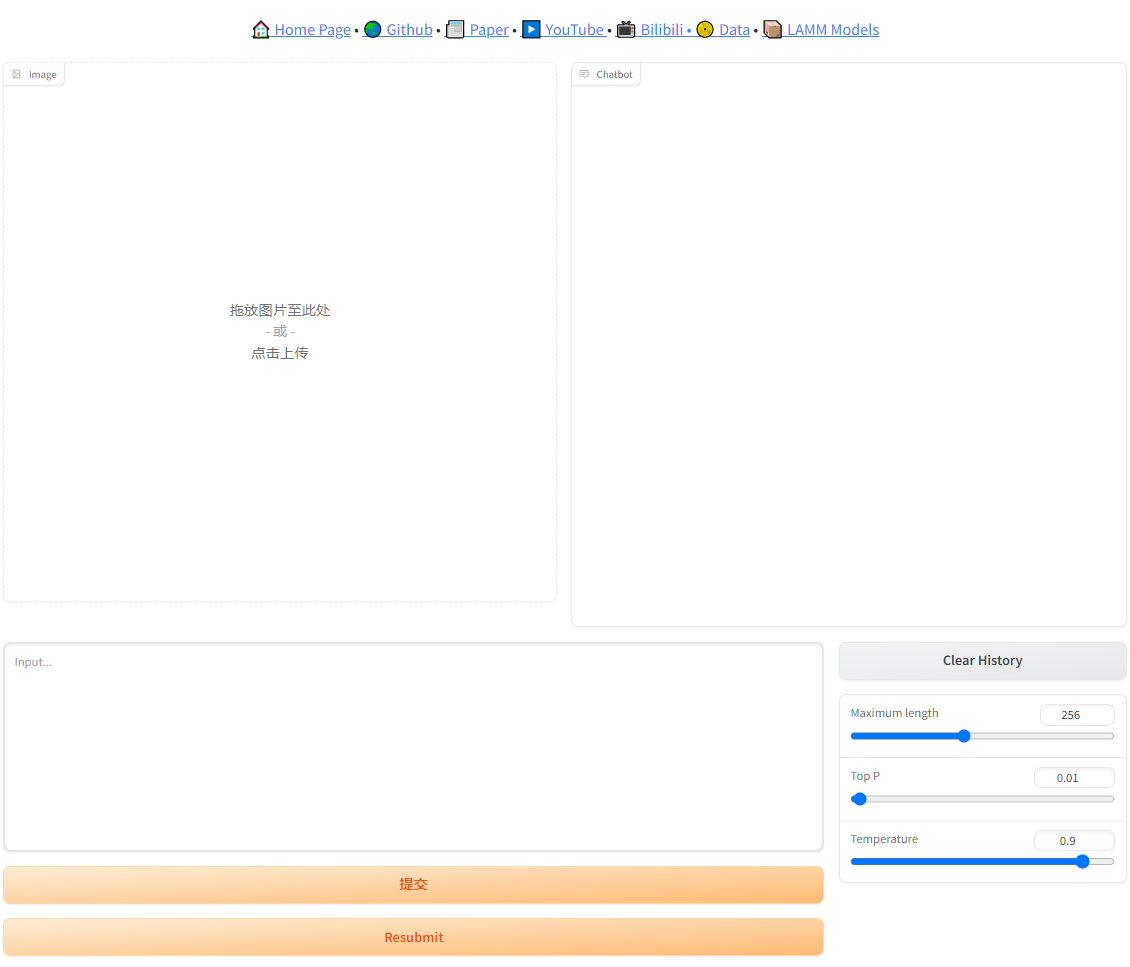 Home Page • Github • Paper • YouTube • Bilibili • Data • LAMM Models
Image
Chatbot
拖放图片至此处
- 或 -
点击上传
Input...
Clear History
Maximum length
256
Top P
0.01
Temperature
0.9
提交
Resubmit